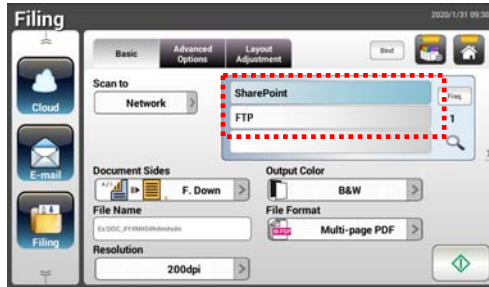 Filing
2020/1/31 09:30
Basic
Advanced Options
Layout Adjustment
Bind
Cloud
E-mail
Filing
Scan to
Network
SharePoint
FTP
Freq.
1
Document Sides
F. Down
Output Color
B&W
File Name
File Format
Multi-page PDF
Resolution
200dpi